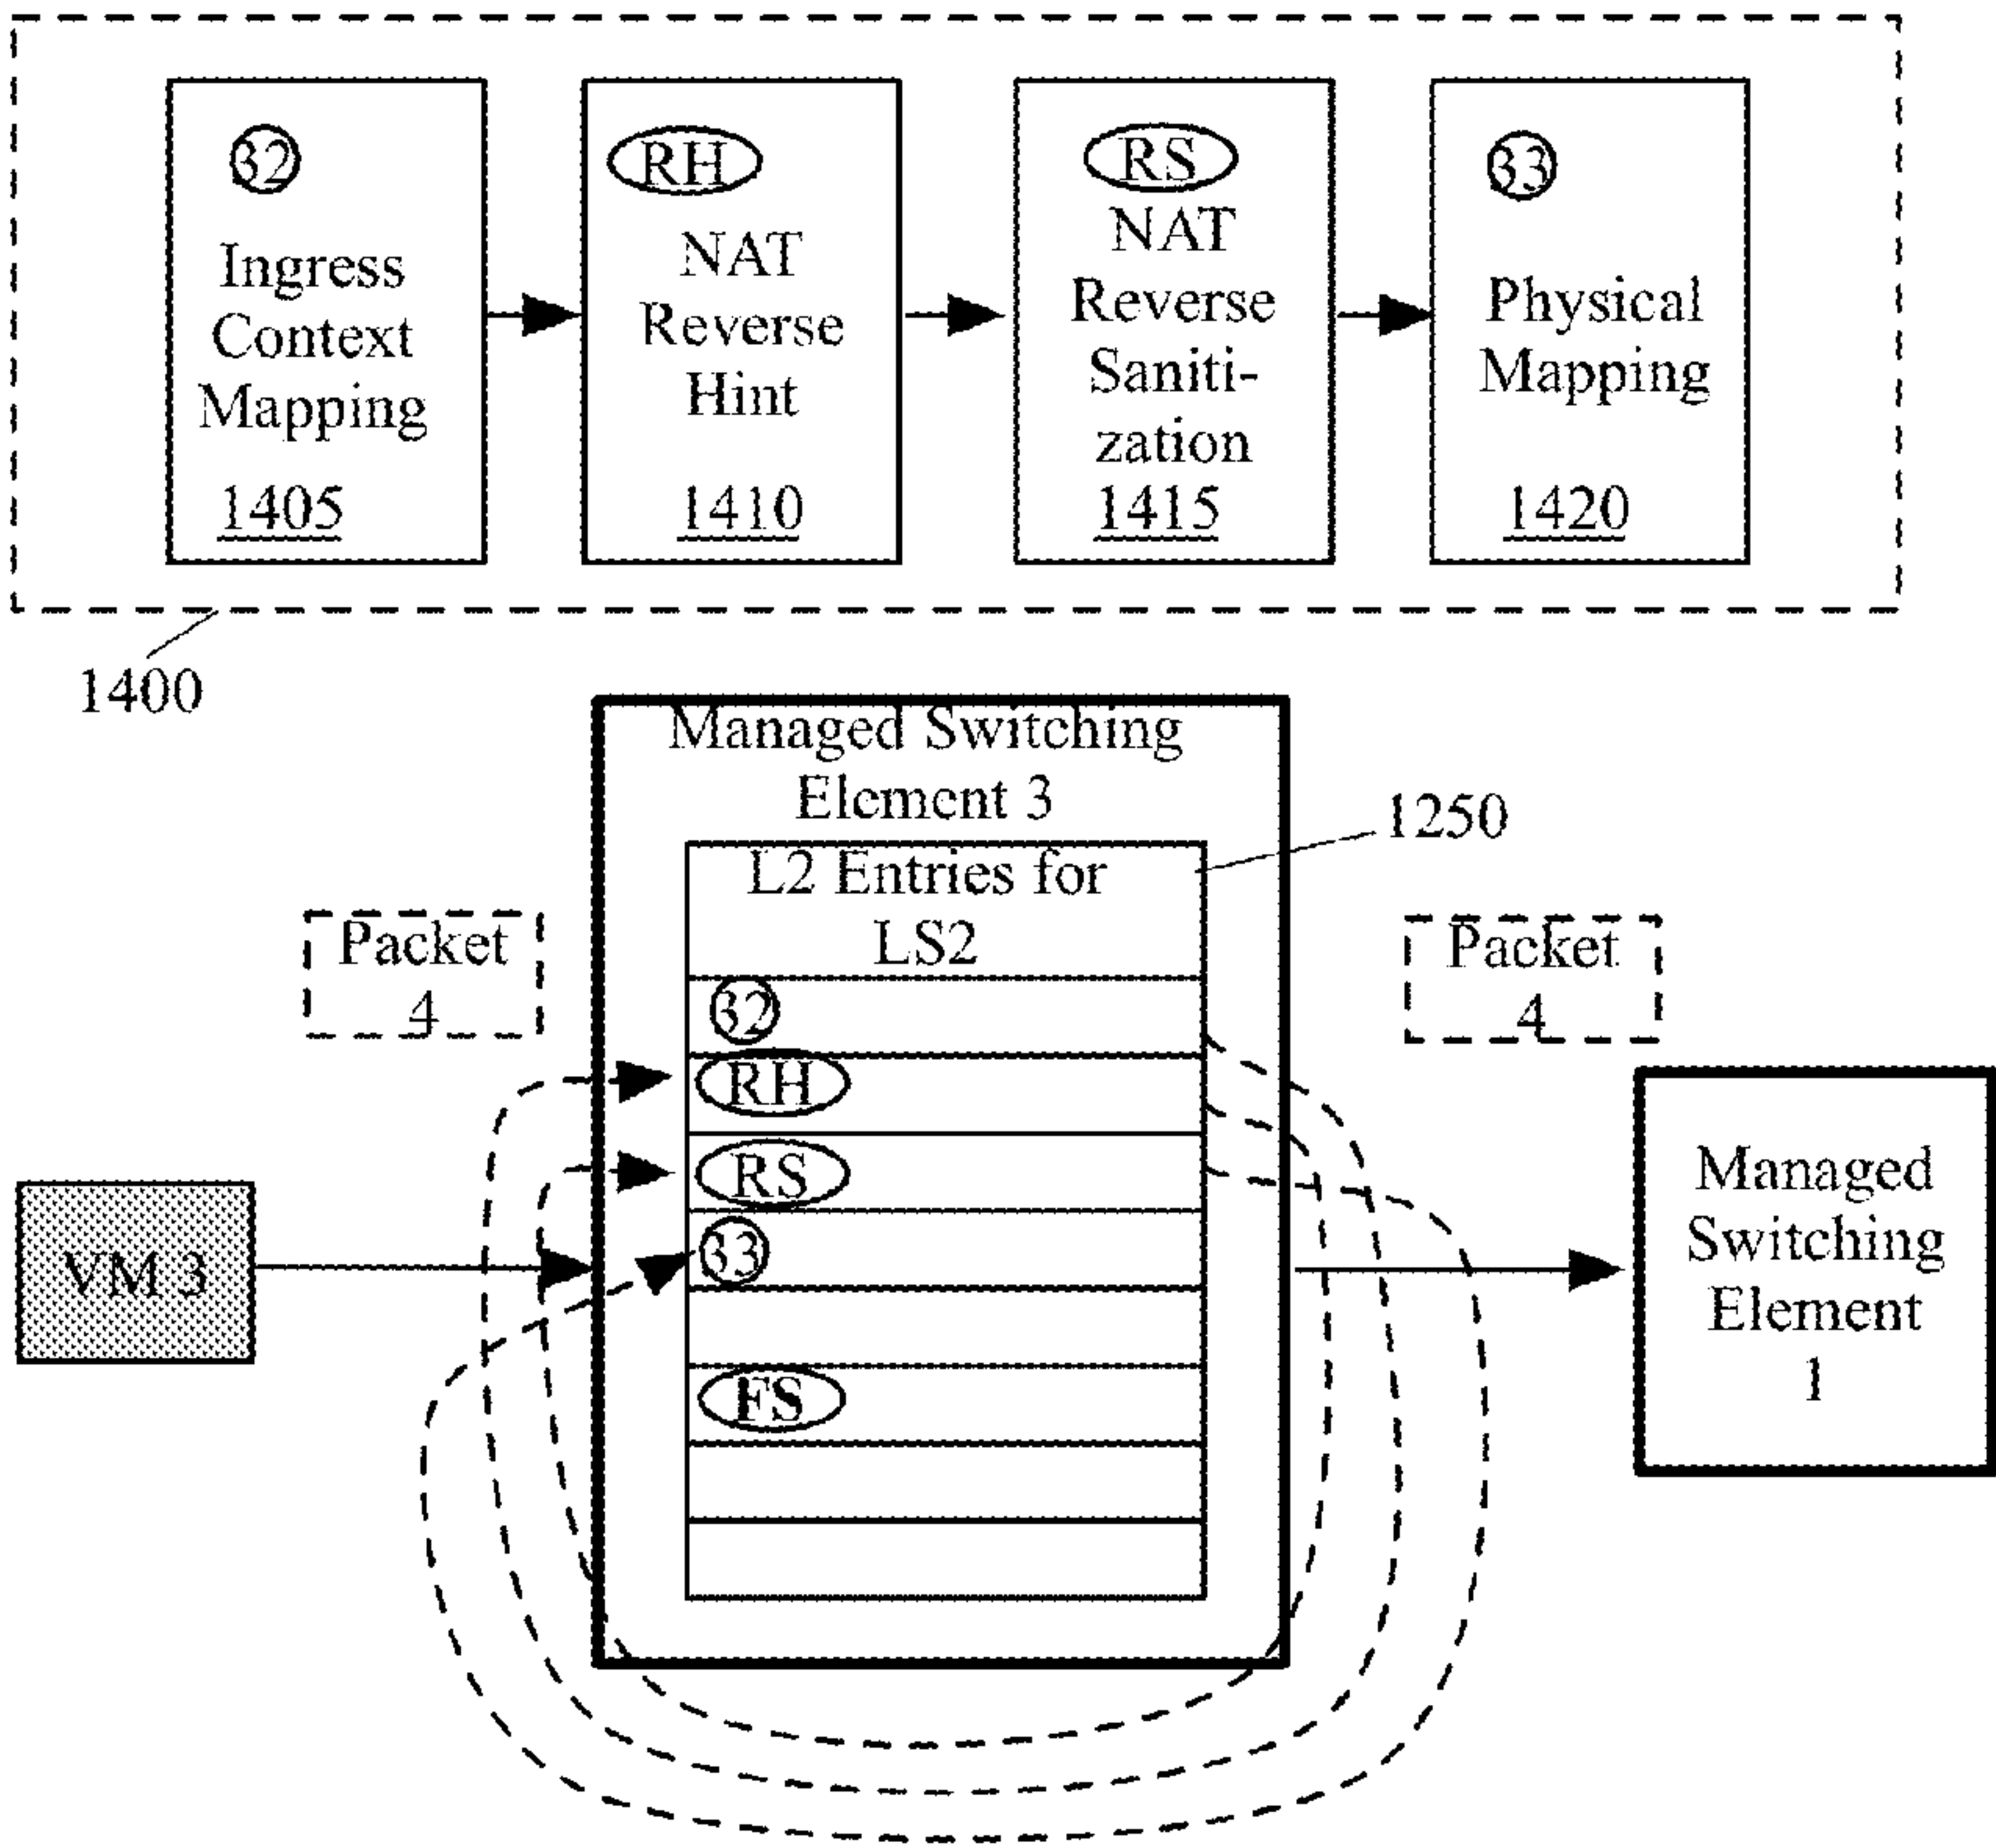 32
Ingress
Context
Mapping
1405
RH
NAT
Reverse
Hint
1410
RS
NAT
Reverse
Saniti-
zation
1415
33
Physical
Mapping
1420
1400
Managed Switching
Element 3
1250
L2 Entries for
LS2
32
RH
RS
33
FS
Packet
4
Packet
4
VM 3
Managed
Switching
Element
1